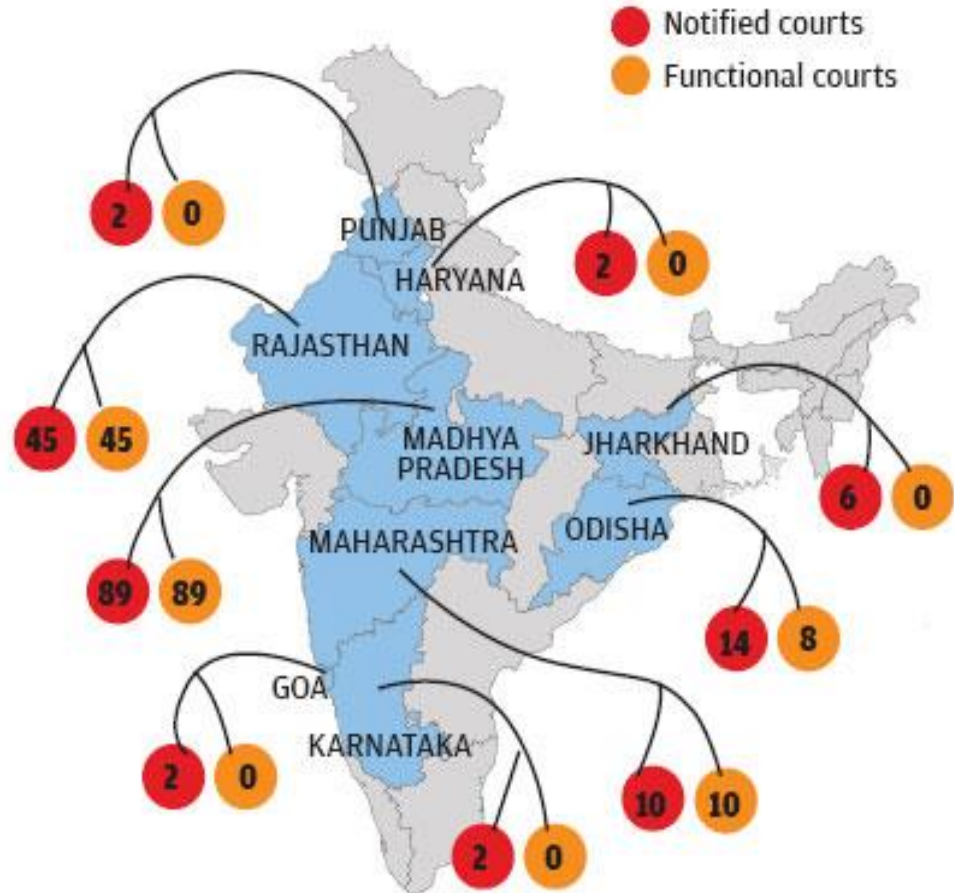 Notified courts
Functional courts
2 0
PUNJAB
2 0
HARYANA
RAJASTHAN
45 45
MADHYA
PRADESH
JHARKHAND
6 0
ODISHA
MAHARASHTRA
89 89
14 8
GOA
KARNATAKA
2 0
10 10
2 0